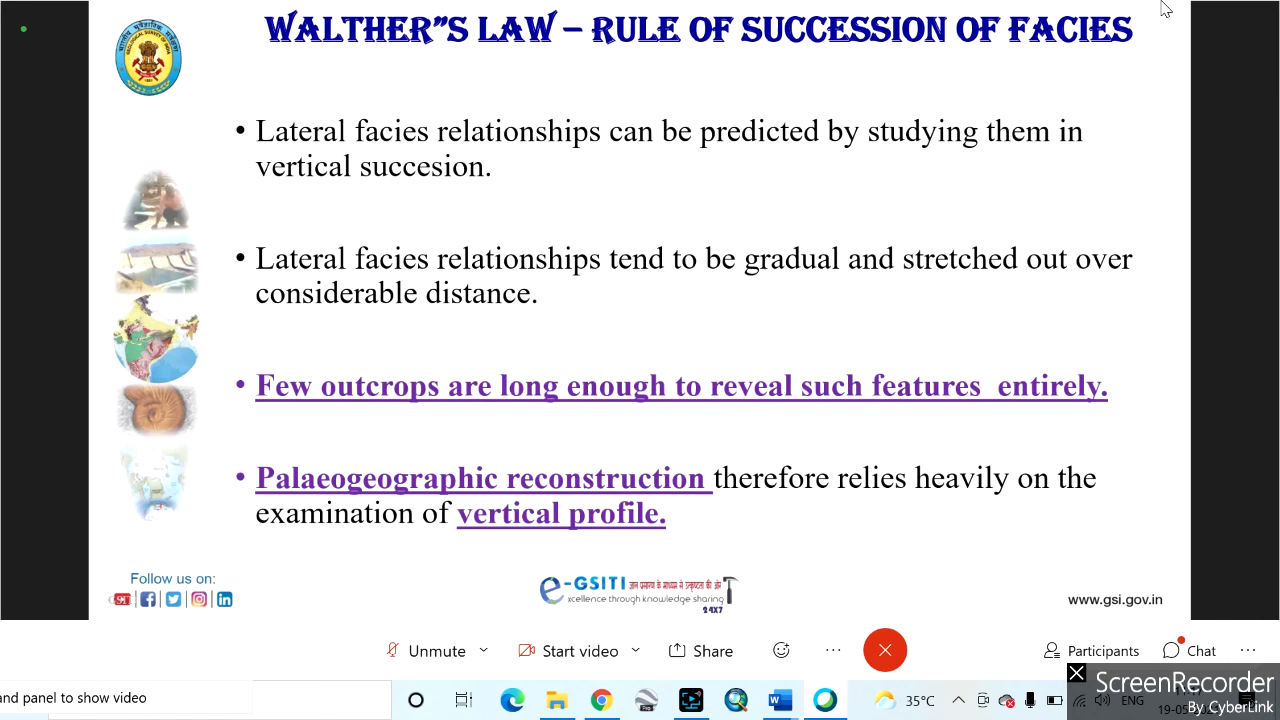 WALTHER”S LAW – RULE OF SUCCESSION OF FACIES
• Lateral facies relationships can be predicted by studying them in
vertical succesion.
• Lateral facies relationships tend to be gradual and stretched out over
considerable distance.
• Few outcrops are long enough to reveal such features entirely.
• Palaeogeographic reconstruction therefore relies heavily on the
examination of vertical profile.
Follow us on:
e-GSITI
xcellence through knowledge sharing
24X7
www.gsi.gov.in
Unmute
Start video
Share
Participants
Chat
and panel to show video
35°C
ENG
ScreenRecorder
By CyberLink